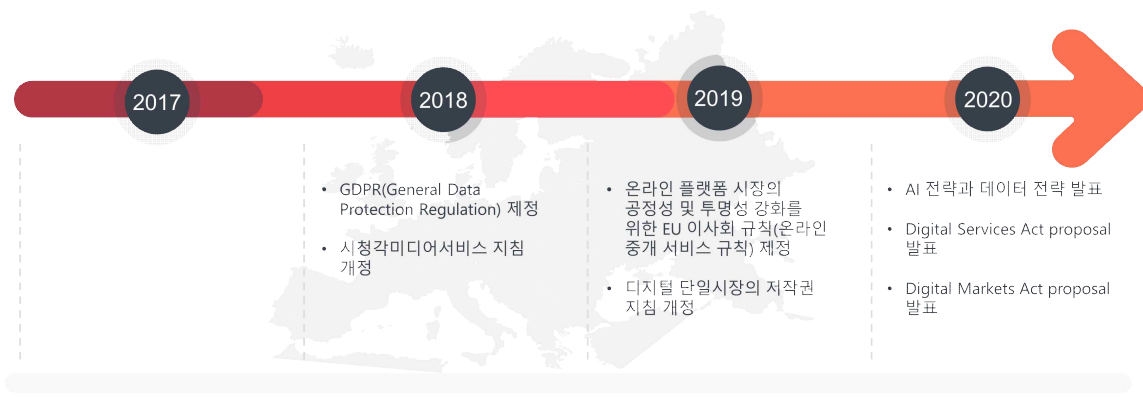 2017
2018
2019
2020
• GDPR(General Data
Protection Regulation) 제정
• 시청각미디어서비스 지침
개정
• 온라인 플랫폼 시장의
공정성 및 투명성 강화를
위한 EU 이사회 규칙(온라인
중개 서비스 규칙) 제정
• 디지털 단일시장의 저작권
지침 개정
• AI 전략과 데이터 전략 발표
• Digital Services Act proposal
발표
• Digital Markets Act proposal
발표